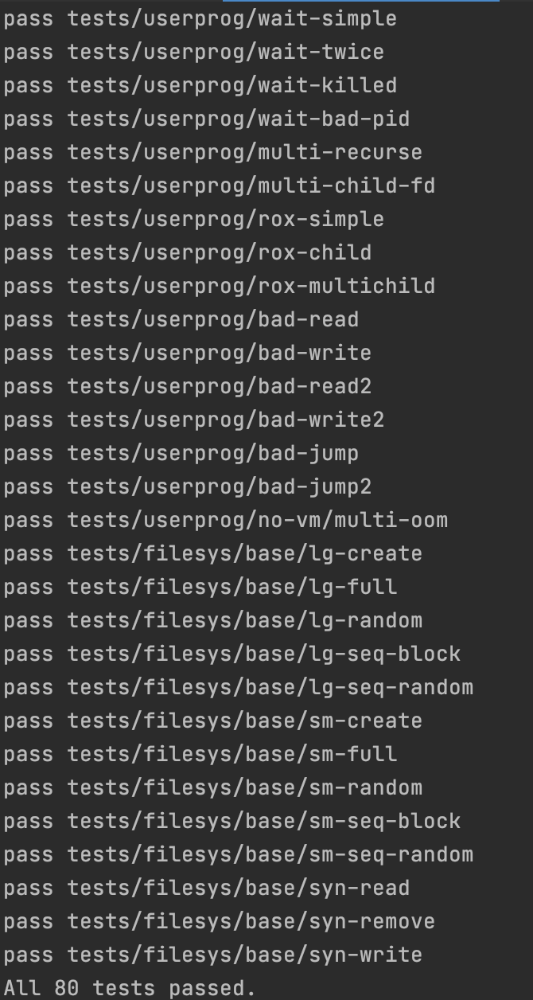 pass tests/userprog/wait-simple
pass tests/userprog/wait-twice
pass tests/userprog/wait-killed
pass tests/userprog/wait-bad-pid
pass tests/userprog/multi-recurse
pass tests/userprog/multi-child-fd
pass tests/userprog/rox-simple
pass tests/userprog/rox-child
pass tests/userprog/rox-multichild
pass tests/userprog/bad-read
pass tests/userprog/bad-write
pass tests/userprog/bad-read2
pass tests/userprog/bad-write2
pass tests/userprog/bad-jump
pass tests/userprog/bad-jump2
pass tests/userprog/no-vm/multi-oom
pass tests/filesys/base/lg-create
pass tests/filesys/base/lg-full
pass tests/filesys/base/lg-random
pass tests/filesys/base/lg-seq-block
pass tests/filesys/base/lg-seq-random
pass tests/filesys/base/sm-create
pass tests/filesys/base/sm-full
pass tests/filesys/base/sm-random
pass tests/filesys/base/sm-seq-block
pass tests/filesys/base/sm-seq-random
pass tests/filesys/base/syn-read
pass tests/filesys/base/syn-remove
pass tests/filesys/base/syn-write
All 80 tests passed.